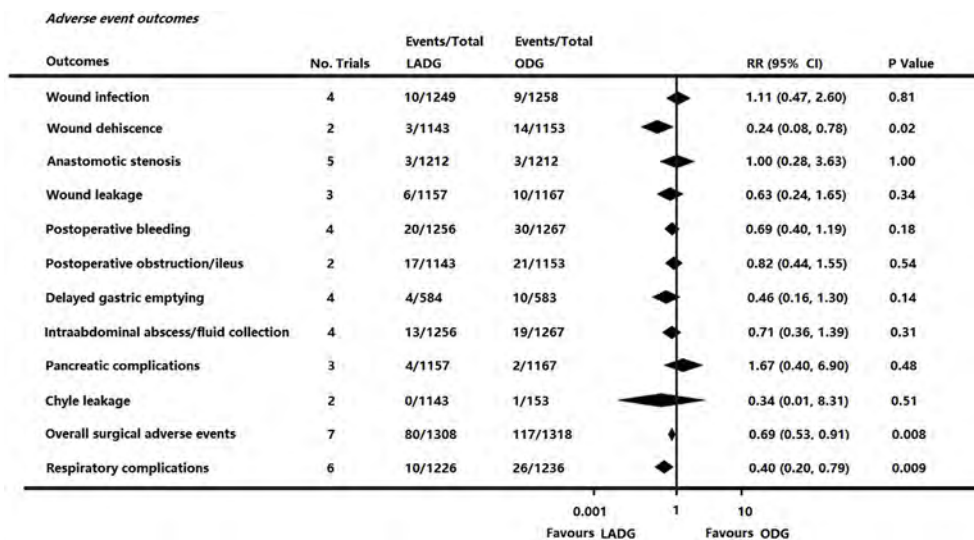 Adverse event outcomes
Events/Total Events/Total
Outcomes No. Trials LADG ODG RR (95% CI) P Value
Wound infection 4 10/1249 9/1258 1.11 (0.47, 2.60) 0.81
Wound dehiscence 2 3/1143 14/1153 0.24 (0.08, 0.78) 0.02
Anastomotic stenosis 5 3/1212 3/1212 1.00 (0.28, 3.63) 1.00
Wound leakage 3 6/1157 10/1167 0.63 (0.24, 1.65) 0.34
Postoperative bleeding 4 20/1256 30/1267 0.69 (0.40, 1.19) 0.18
Postoperative obstruction/ileus 2 17/1143 21/1153 0.82 (0.44, 1.55) 0.54
Delayed gastric emptying 4 4/584 10/583 0.46 (0.16, 1.30) 0.14
Intraabdominal abscess/fluid collection 4 13/1256 19/1267 0.71 (0.36, 1.39) 0.31
Pancreatic complications 3 4/1157 2/1167 1.67 (0.40, 6.90) 0.48
Chyle leakage 2 0/1143 1/153 0.34 (0.01, 8.31) 0.51
Overall surgical adverse events 7 80/1308 117/1318 0.69 (0.53, 0.91) 0.008
Respiratory complications 6 10/1226 26/1236 0.40 (0.20, 0.79) 0.009
0.001 1 10
Favours LADG Favours ODG